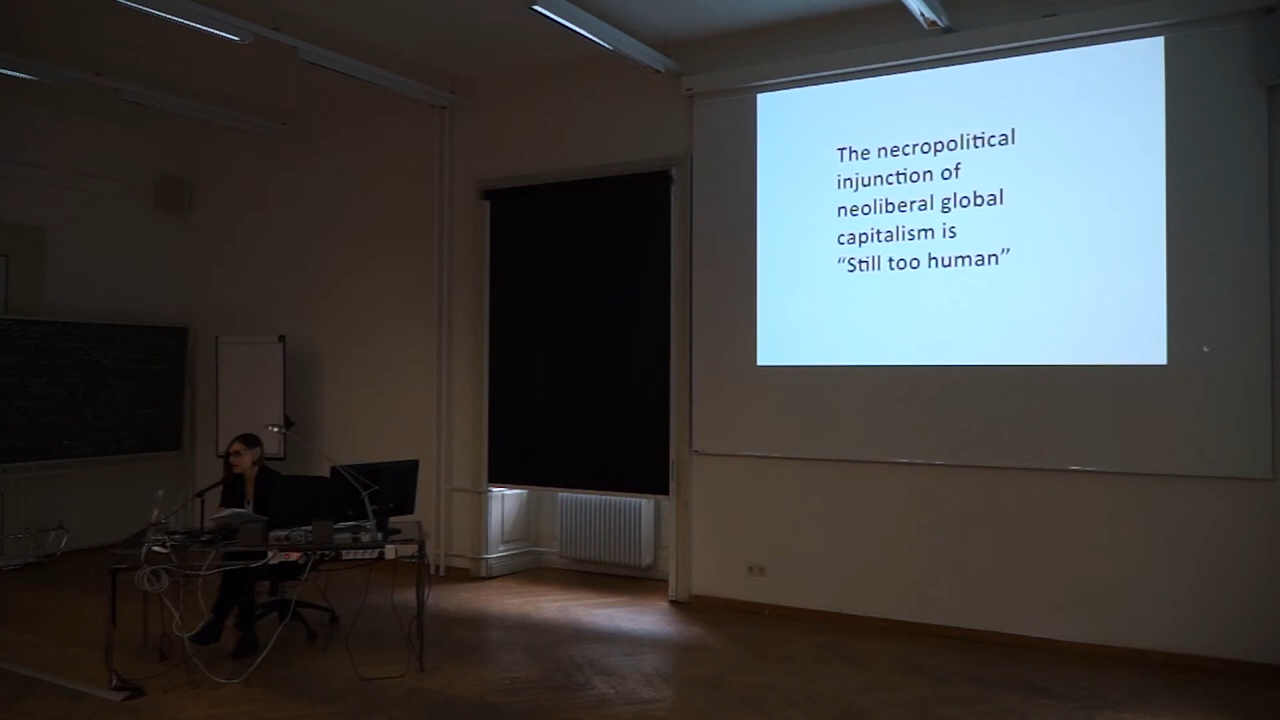 The necropolitical
injunction of
neoliberal global
capitalism is
“Still too human”